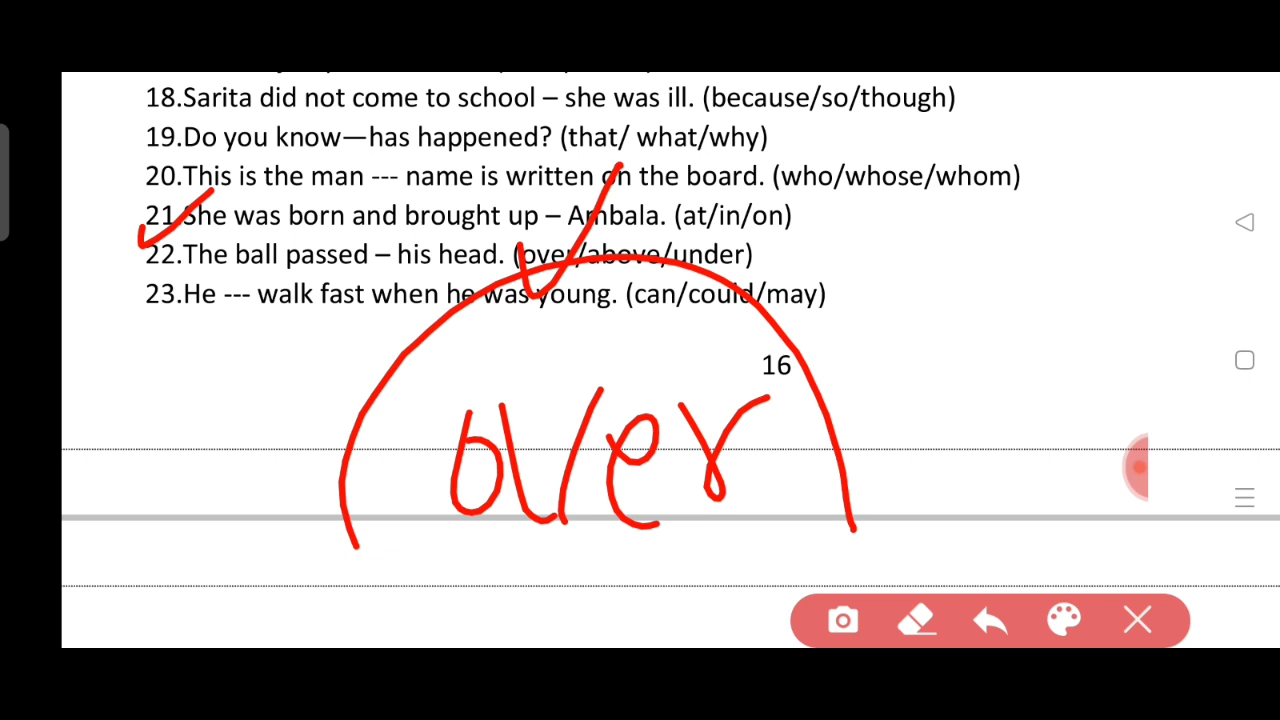 18.Sarita did not come to school – she was ill. (because/so/though)
19.Do you know—has happened? (that/ what/why)
20.This is the man --- name is written on the board. (who/whose/whom)
21.She was born and brought up – Ambala. (at/in/on)
22.The ball passed – his head. (over/above/under)
23.He --- walk fast when he was young. (can/could/may)
16
over